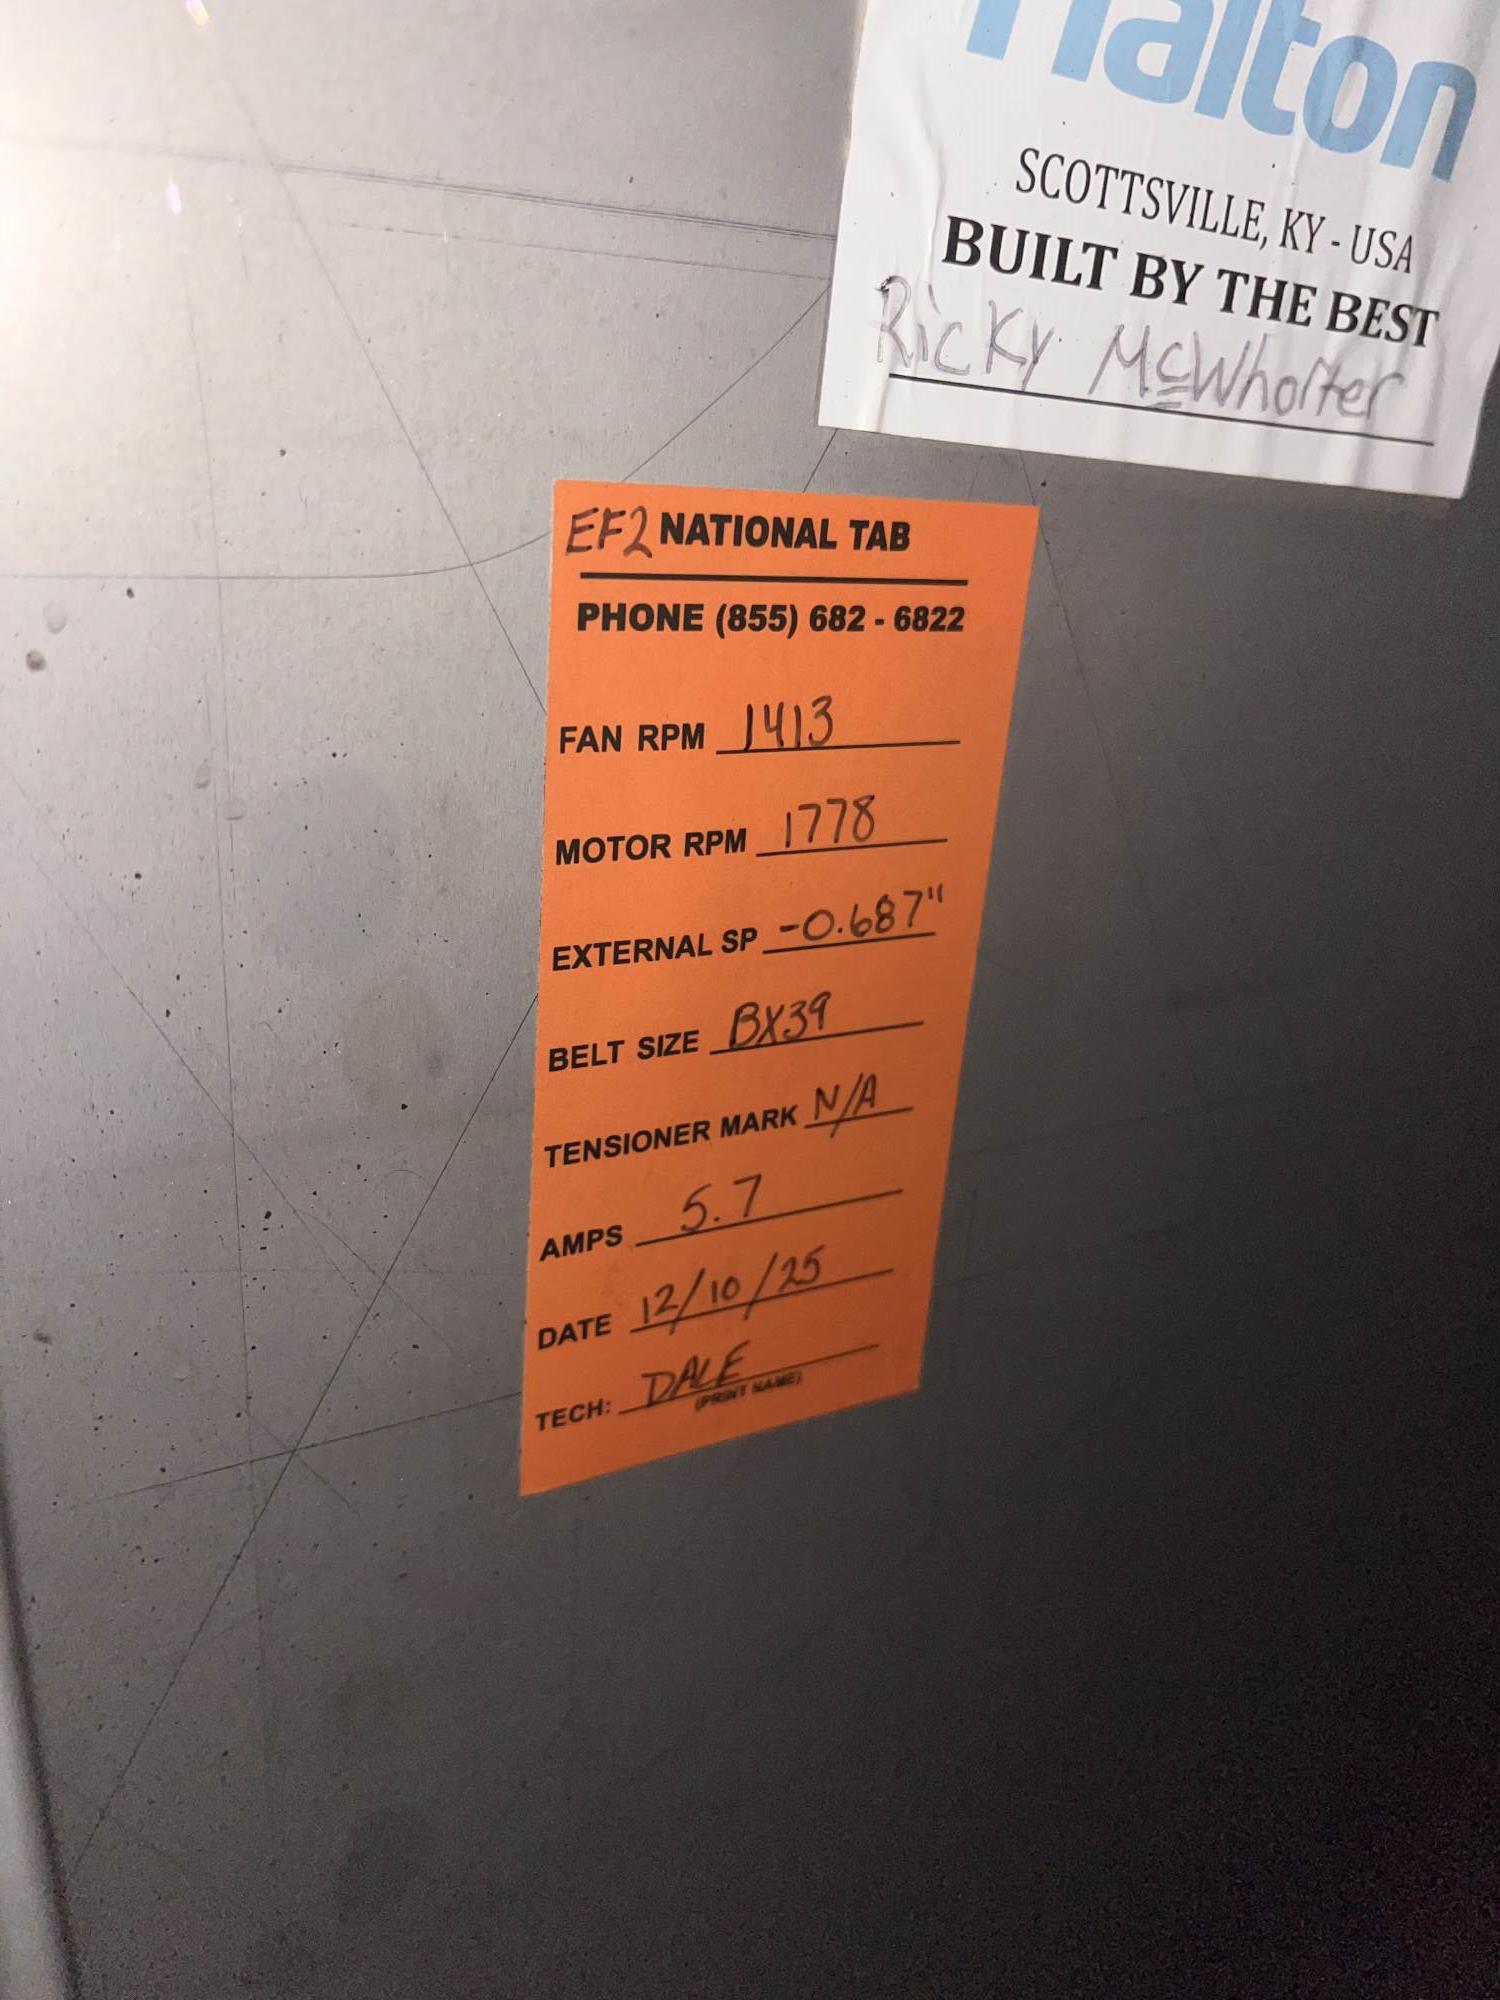 Halton
SCOTTSVILLE, KY - USA
BUILT BY THE BEST
Ricky McWhorter
EF2 NATIONAL TAB
PHONE (855) 682 - 6822
FAN RPM 1413
MOTOR RPM 1778
EXTERNAL SP -0.687"
BELT SIZE BX39
TENSIONER MARK N/A
AMPS 5.7
DATE 12/10/25
TECH: DALE
(PRINT NAME)